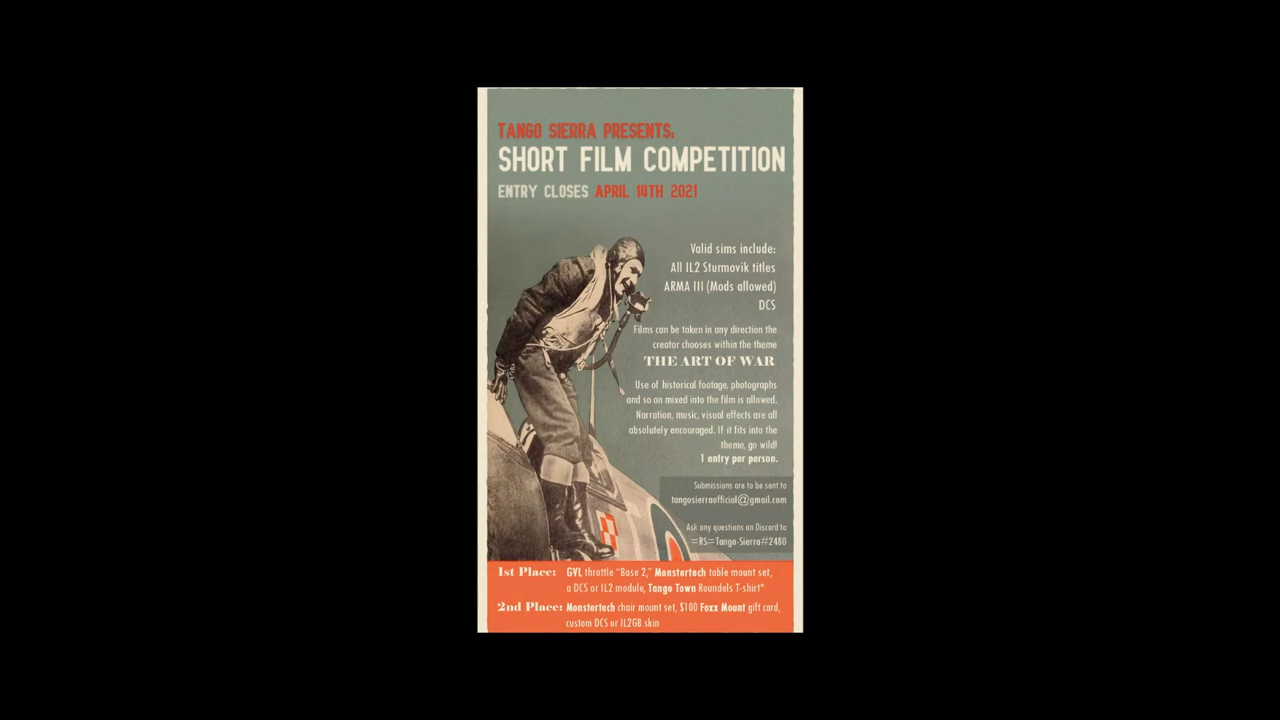 TANGO SIERRA PRESENTS:
SHORT FILM COMPETITION
ENTRY CLOSES APRIL 14TH 2021
Valid sims include:
All IL2 Sturmovik titles
ARMA III (Mods allowed)
DCS
Films can be taken in any direction the
creator chooses within the theme
THE ART OF WAR
Use of historical footage, photographs
and so on mixed into the film is allowed.
Narration, music, visual effects are all
absolutely encouraged. If it fits into the
theme, go wild!
1 entry per person.
Submissions are to be sent to
tangosierraofficial@gmail.com
Ask any questions on Discord to
=RS=Tango-Sierra#2480
1st Place: GVL throttle "Base 2," Monstertech table mount set,
a DCS or IL2 module, Tango Town Roundels T-shirt*
2nd Place: Monstertech chair mount set, $100 Foxx Mount gift card,
custom DCS or IL2GB skin